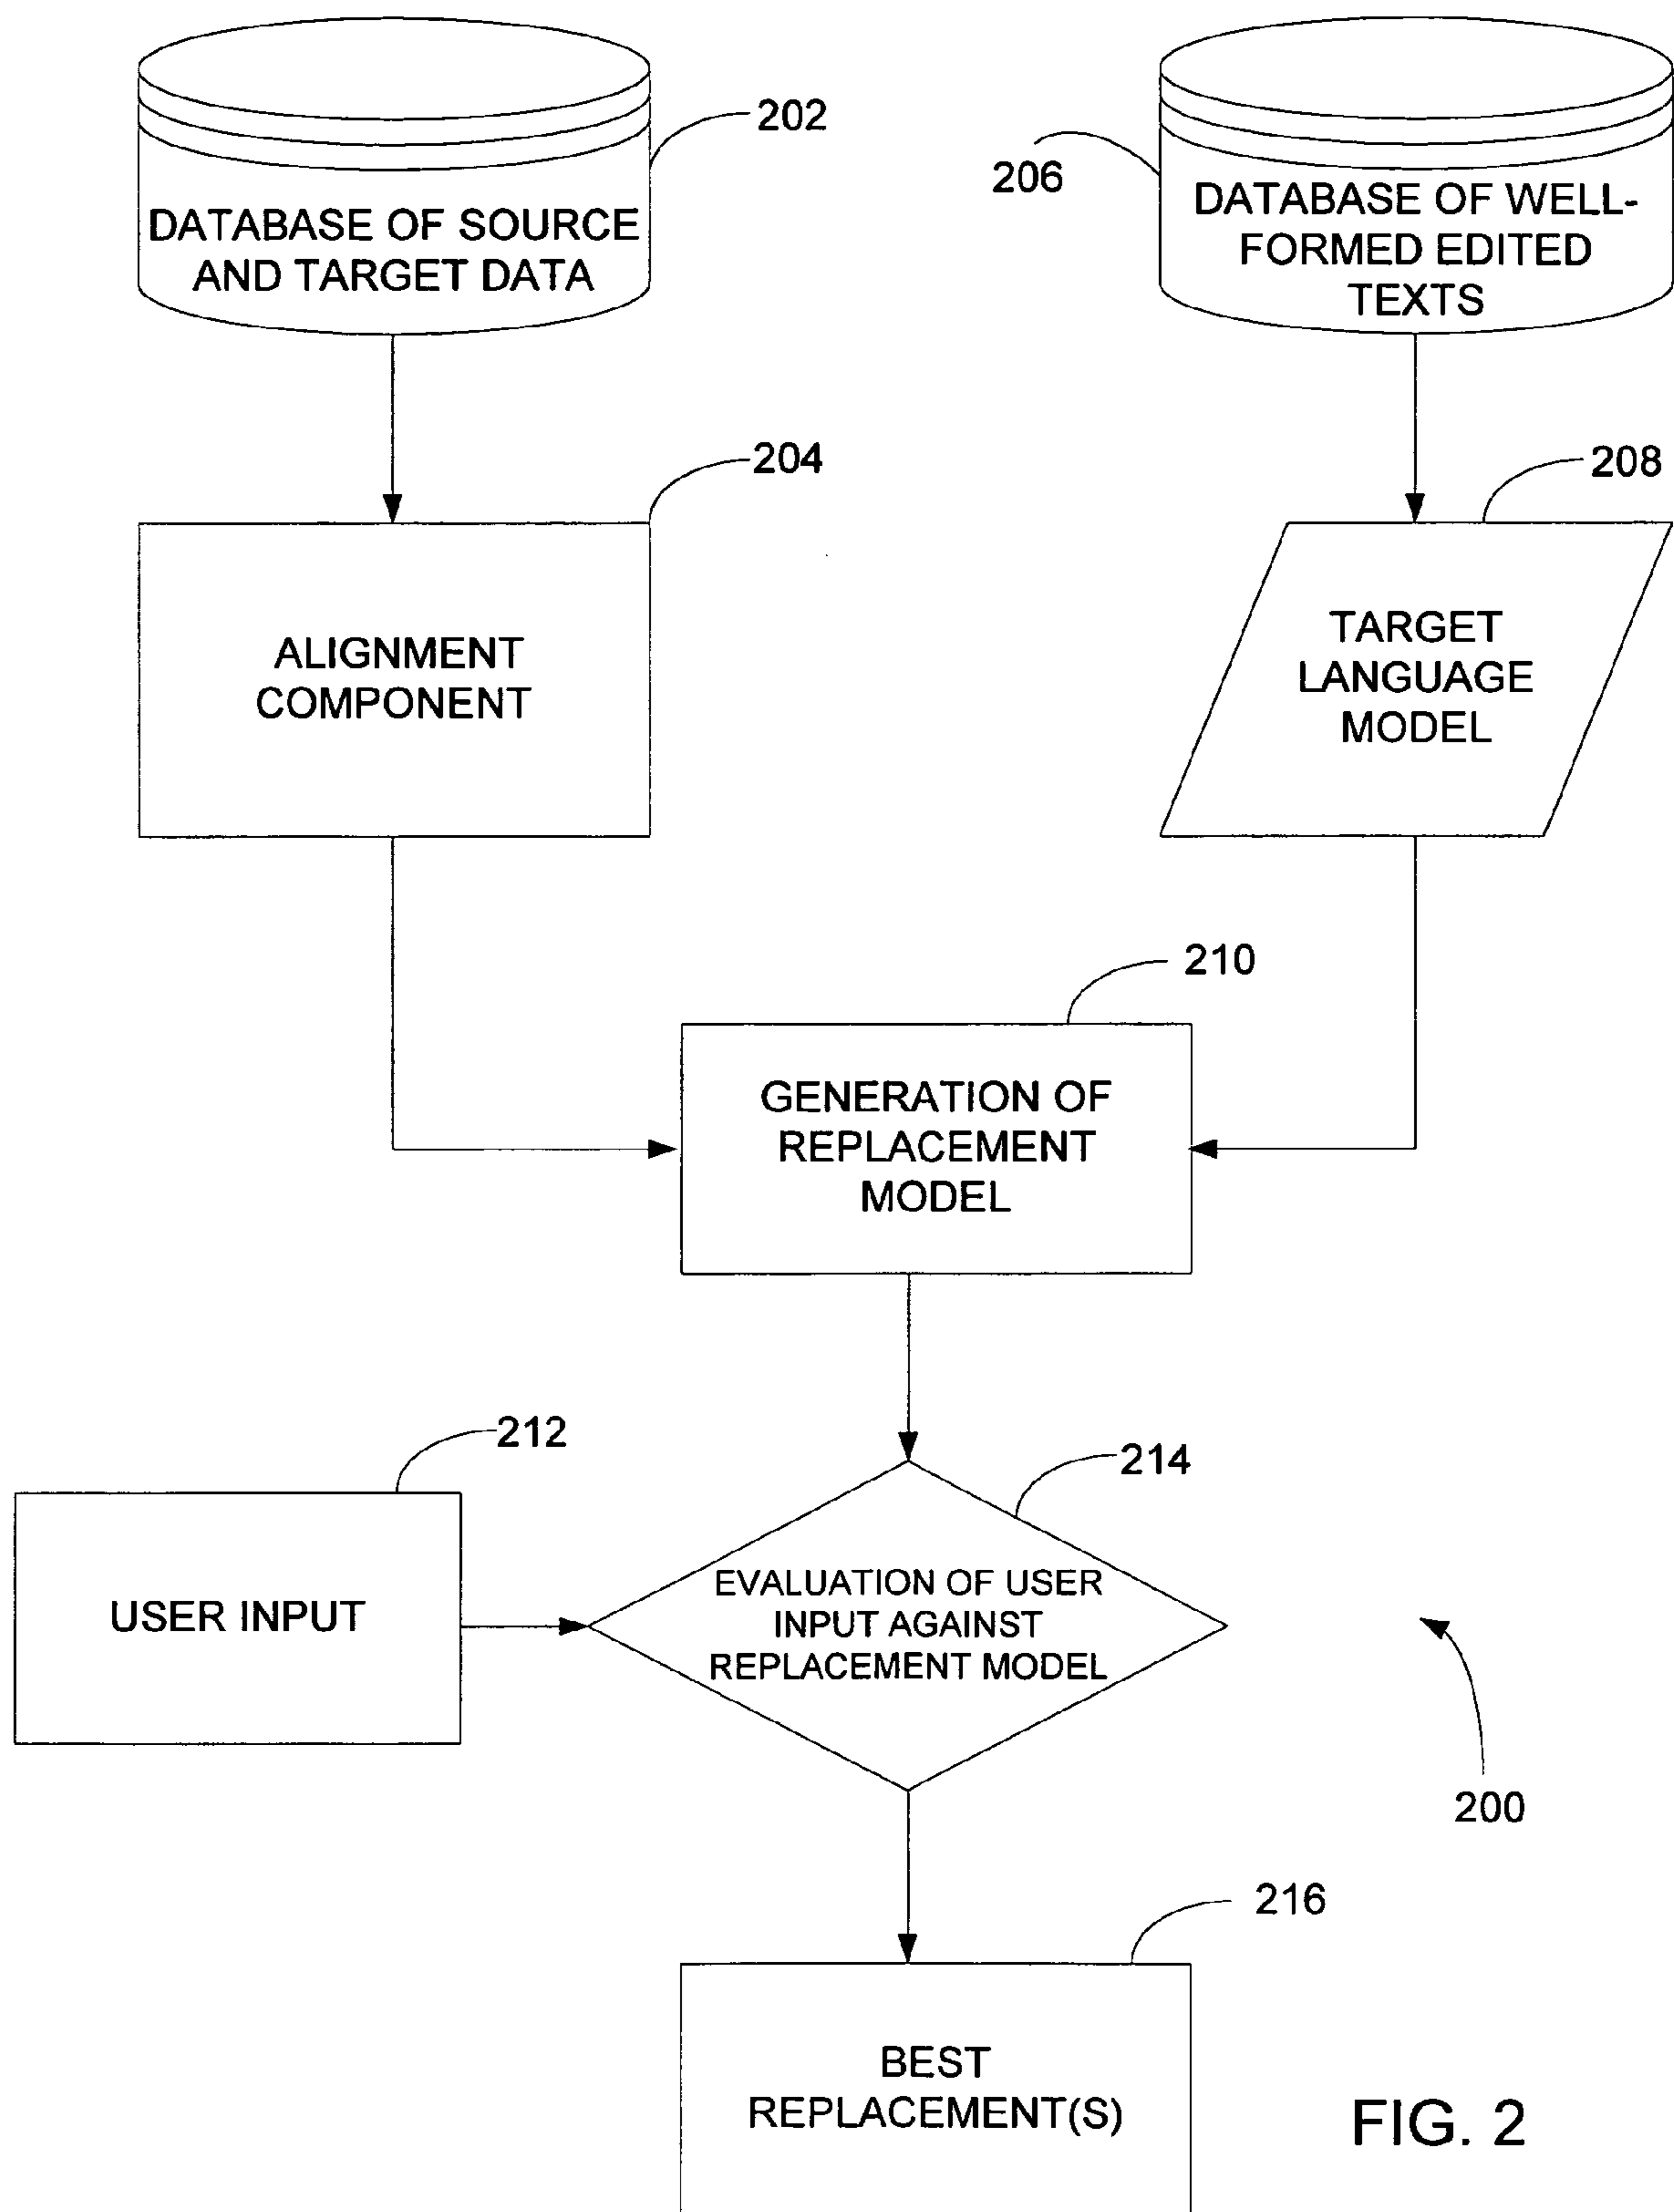 202
DATABASE OF SOURCE
AND TARGET DATA
206
DATABASE OF WELL-
FORMED EDITED
TEXTS
204
ALIGNMENT
COMPONENT
208
TARGET
LANGUAGE
MODEL
210
GENERATION OF
REPLACEMENT
MODEL
212
USER INPUT
214
EVALUATION OF USER
INPUT AGAINST
REPLACEMENT MODEL
200
216
BEST
REPLACEMENT(S)
FIG. 2